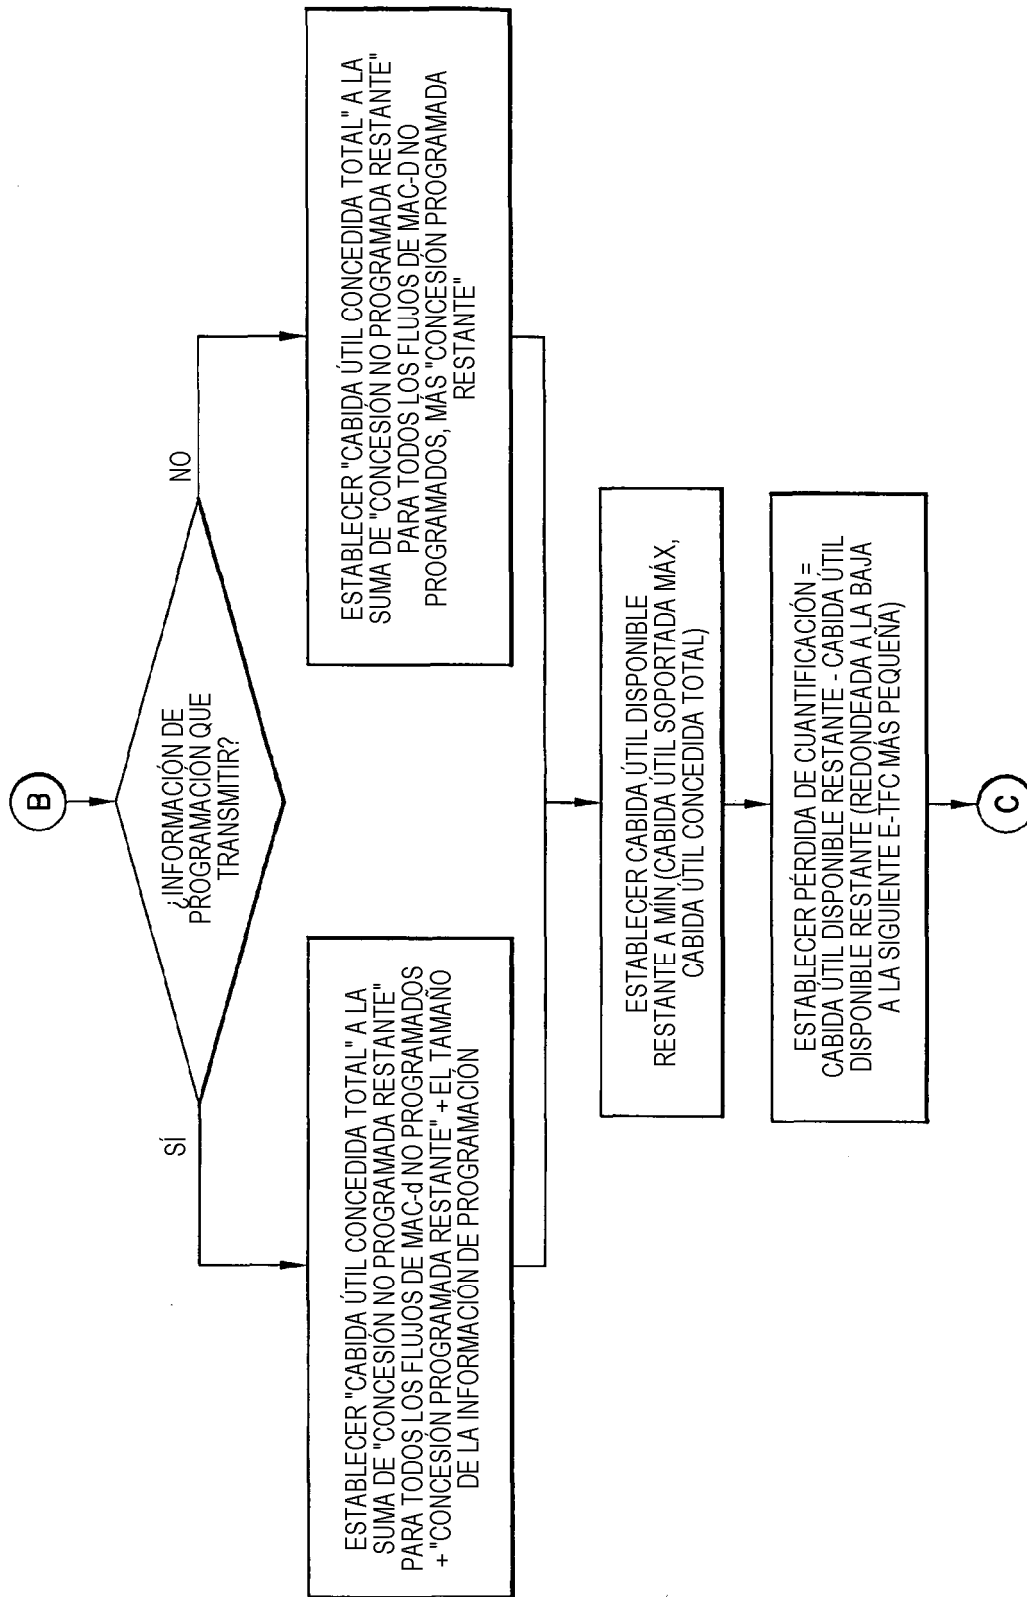 B
¿INFORMACIÓN DE
PROGRAMACIÓN QUE
TRANSMITIR?
SÍ
NO
ESTABLECER "CABIDA ÚTIL CONCEDIDA TOTAL" A LA
SUMA DE "CONCESIÓN NO PROGRAMADA RESTANTE"
PARA TODOS LOS FLUJOS DE MAC-d NO PROGRAMADOS
+ "CONCESIÓN PROGRAMADA RESTANTE" + EL TAMAÑO
DE LA INFORMACIÓN DE PROGRAMACIÓN
ESTABLECER "CABIDA ÚTIL CONCEDIDA TOTAL" A LA
SUMA DE "CONCESIÓN NO PROGRAMADA RESTANTE"
PARA TODOS LOS FLUJOS DE MAC-D NO
PROGRAMADOS, MÁS "CONCESIÓN PROGRAMADA
RESTANTE"
ESTABLECER CABIDA ÚTIL DISPONIBLE
RESTANTE A MÍN (CABIDA ÚTIL SOPORTADA MÁX,
CABIDA ÚTIL CONCEDIDA TOTAL)
ESTABLECER PÉRDIDA DE CUANTIFICACIÓN =
CABIDA ÚTIL DISPONIBLE RESTANTE - CABIDA ÚTIL
DISPONIBLE RESTANTE (REDONDEADA A LA BAJA
A LA SIGUIENTE E-TFC MÁS PEQUEÑA)
C